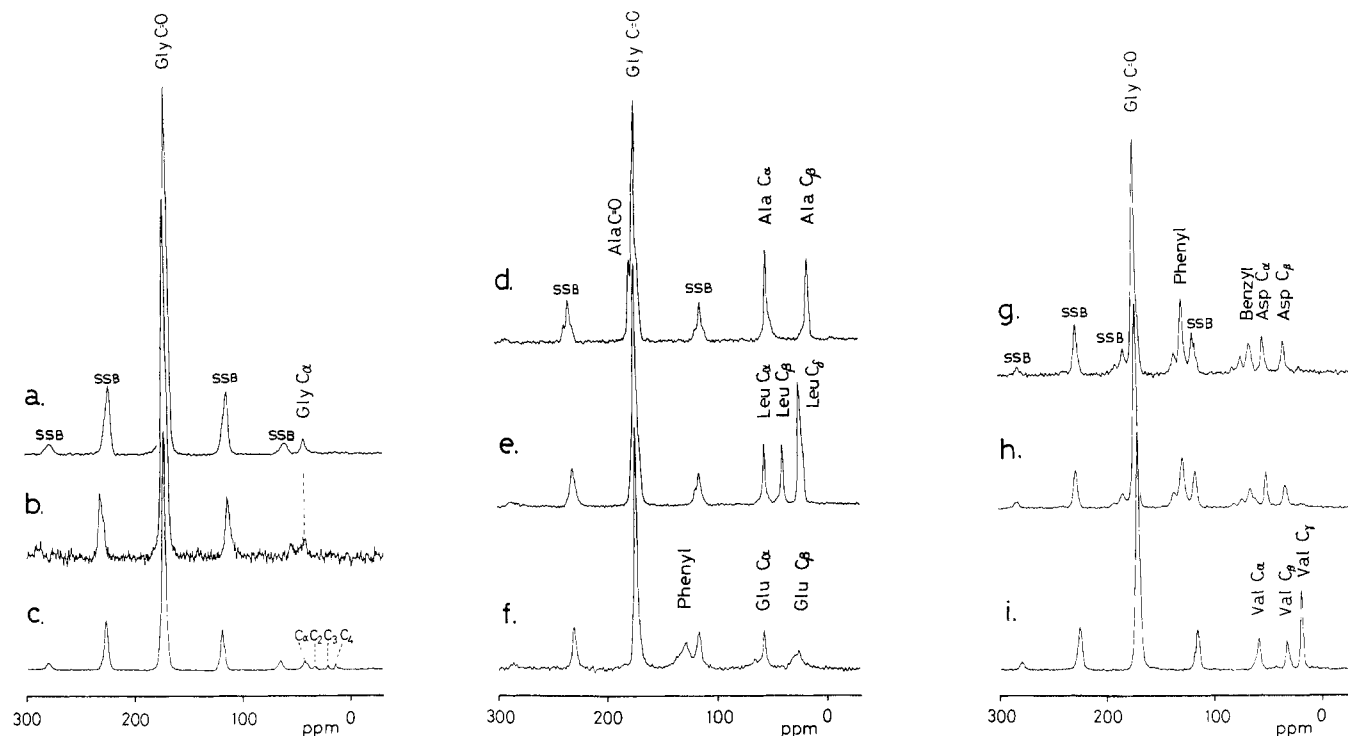 Gly C=O
a.
SSB
SSB
SSB
SSB
Gly Cα
b.
c.
Cα C₂ C₃ C₄
300 200 100 0
ppm
Gly C=O
Ala C=O
Ala Cα
Ala Cβ
d.
SSB
SSB
Leu Cα
Leu Cβ
Leu Cδ
e.
Phenyl
Glu Cα
Glu Cβ
f.
300 200 100 0
ppm
Gly C=O
Phenyl
Benzyl
Asp Cα
Asp Cβ
g.
SSB
SSB
SSB
SSB
h.
Val Cα
Val Cβ
Val Cγ
i.
300 200 100 0
ppm